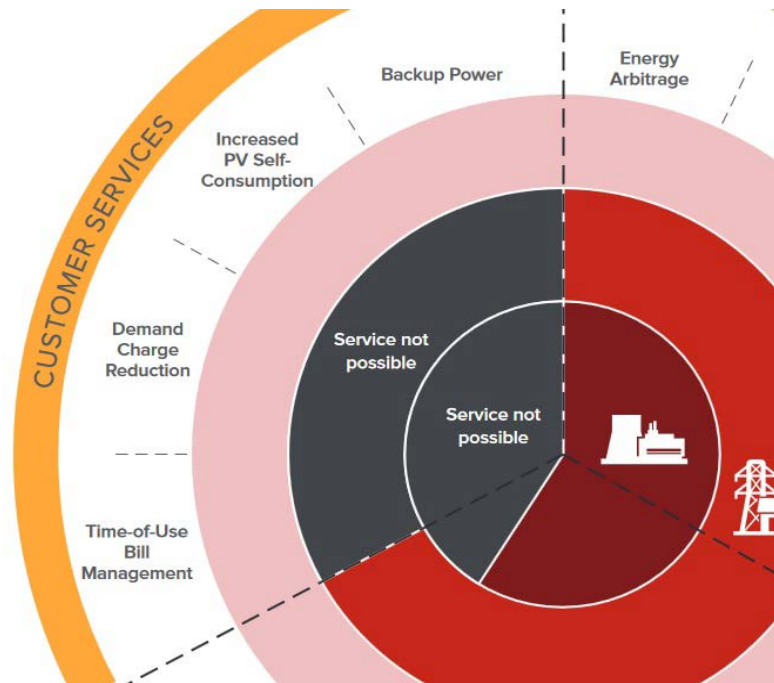 Backup Power
Energy
Arbitrage
Increased
PV Self-
Consumption
CUSTOMER SERVICES
Demand
Charge
Reduction
Service not
possible
Service not
possible
Time-of-Use
Bill
Management